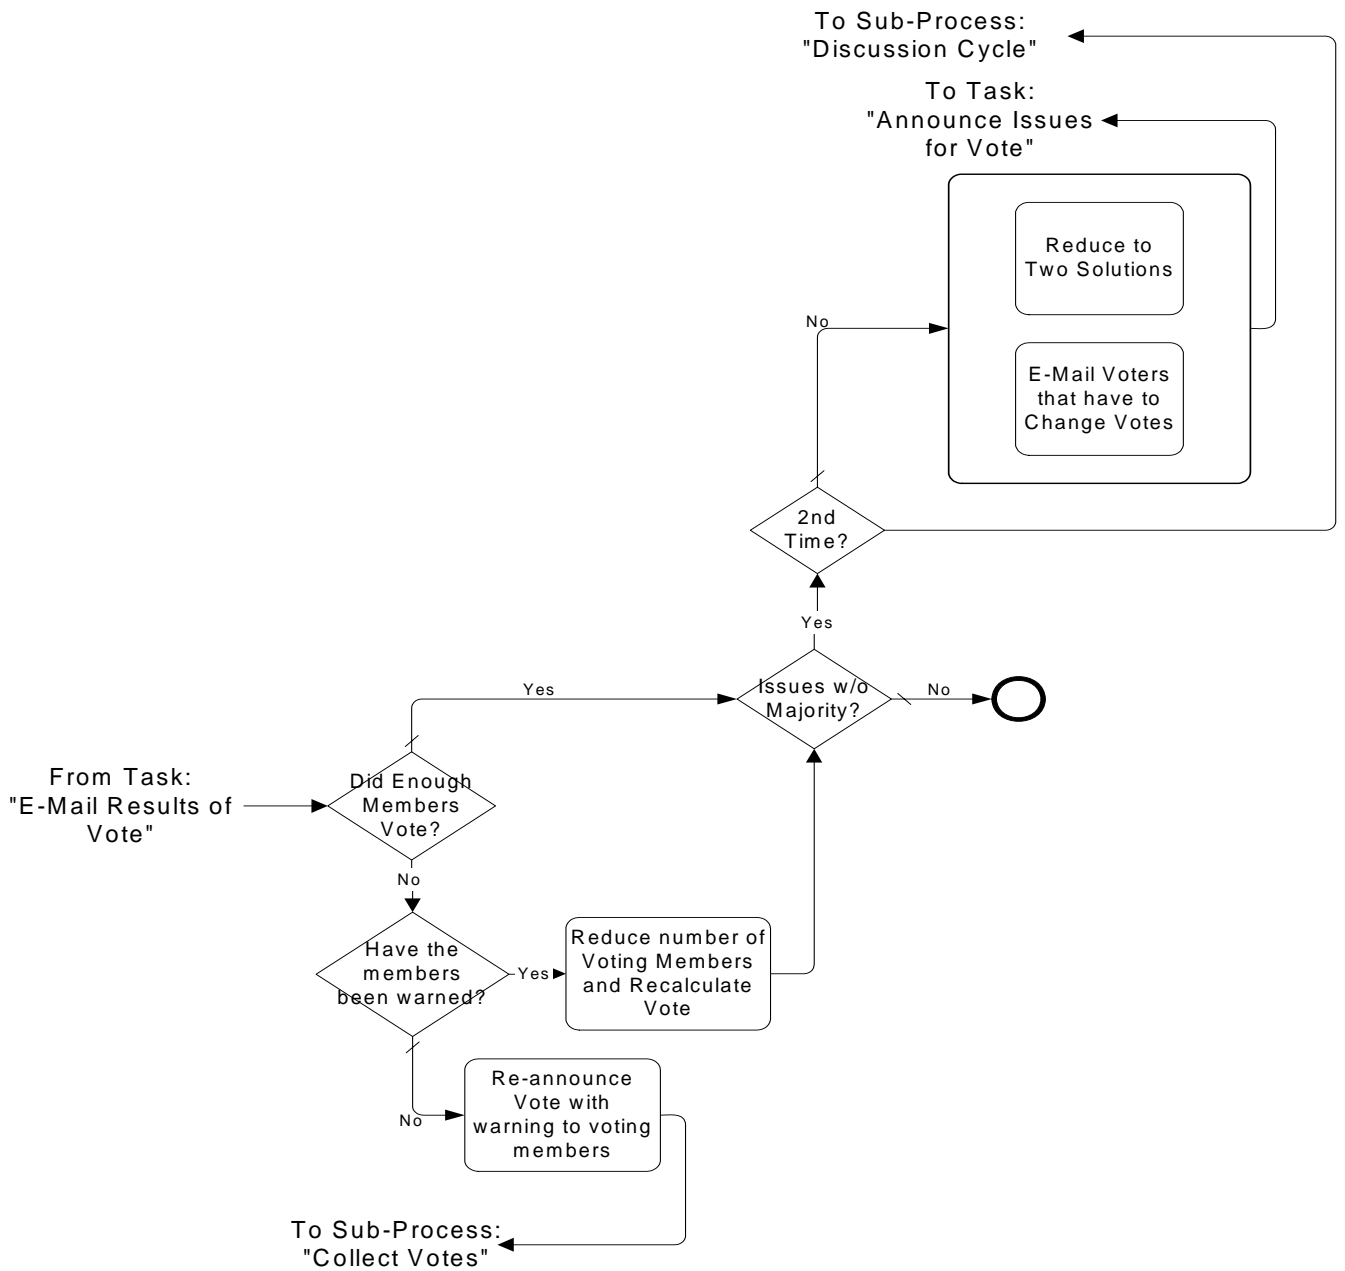 To Sub-Process:
"Discussion Cycle"
To Task:
"Announce Issues
for Vote"
Reduce to
Two Solutions
No
E-Mail Voters
that have to
Change Votes
2nd
Time?
Yes
Issues w/o
Majority?
No
Yes
From Task:
"E-Mail Results of
Vote"
Did Enough
Members
Vote?
No
Have the
members
been warned?
Yes
Reduce number of
Voting Members
and Recalculate
Vote
No
Re-announce
Vote with
warning to voting
members
To Sub-Process:
"Collect Votes"